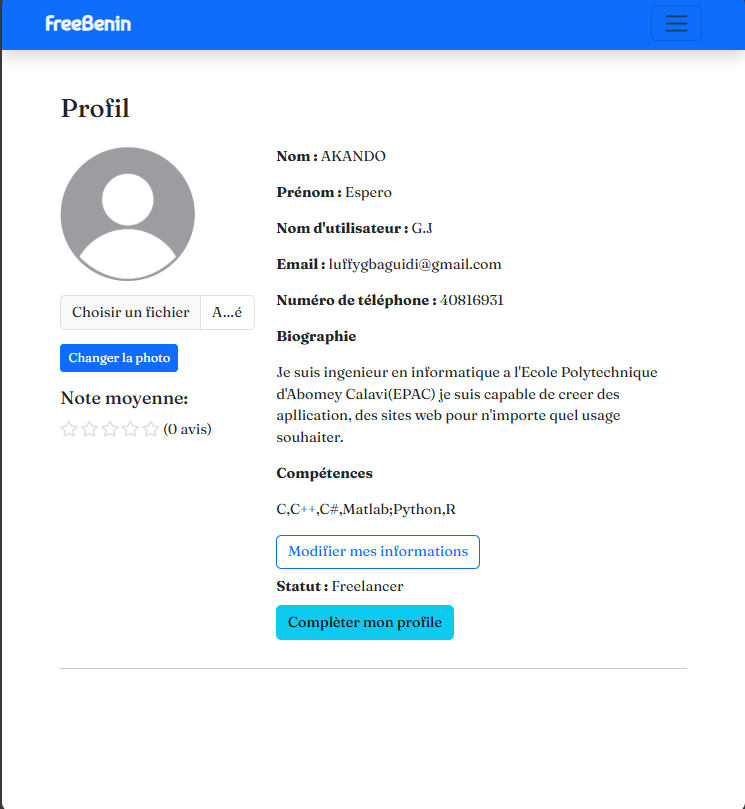 FreeBenin
Profil
Choisir un fichier A...é
Changer la photo
Note moyenne:
(0 avis)
Nom : AKANDO
Prénom : Espero
Nom d'utilisateur : G.J
Email : luffygbaguidi@gmail.com
Numéro de téléphone : 40816931
Biographie
Je suis ingenieur en informatique a l'Ecole Polytechnique
d'Abomey Calavi(EPAC) je suis capable de creer des
apllication, des sites web pour n'importe quel usage
souhaiter.
Compétences
C,C++,C#,Matlab;Python,R
Modifier mes informations
Statut : Freelancer
Complèter mon profile